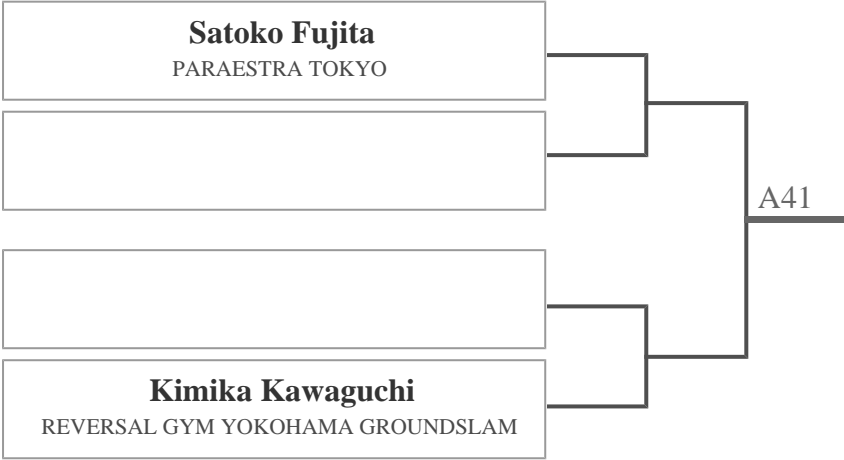 Satoko Fujita
PARAESTRA TOKYO
A41
Kimika Kawaguchi
REVERSAL GYM YOKOHAMA GROUNDSLAM